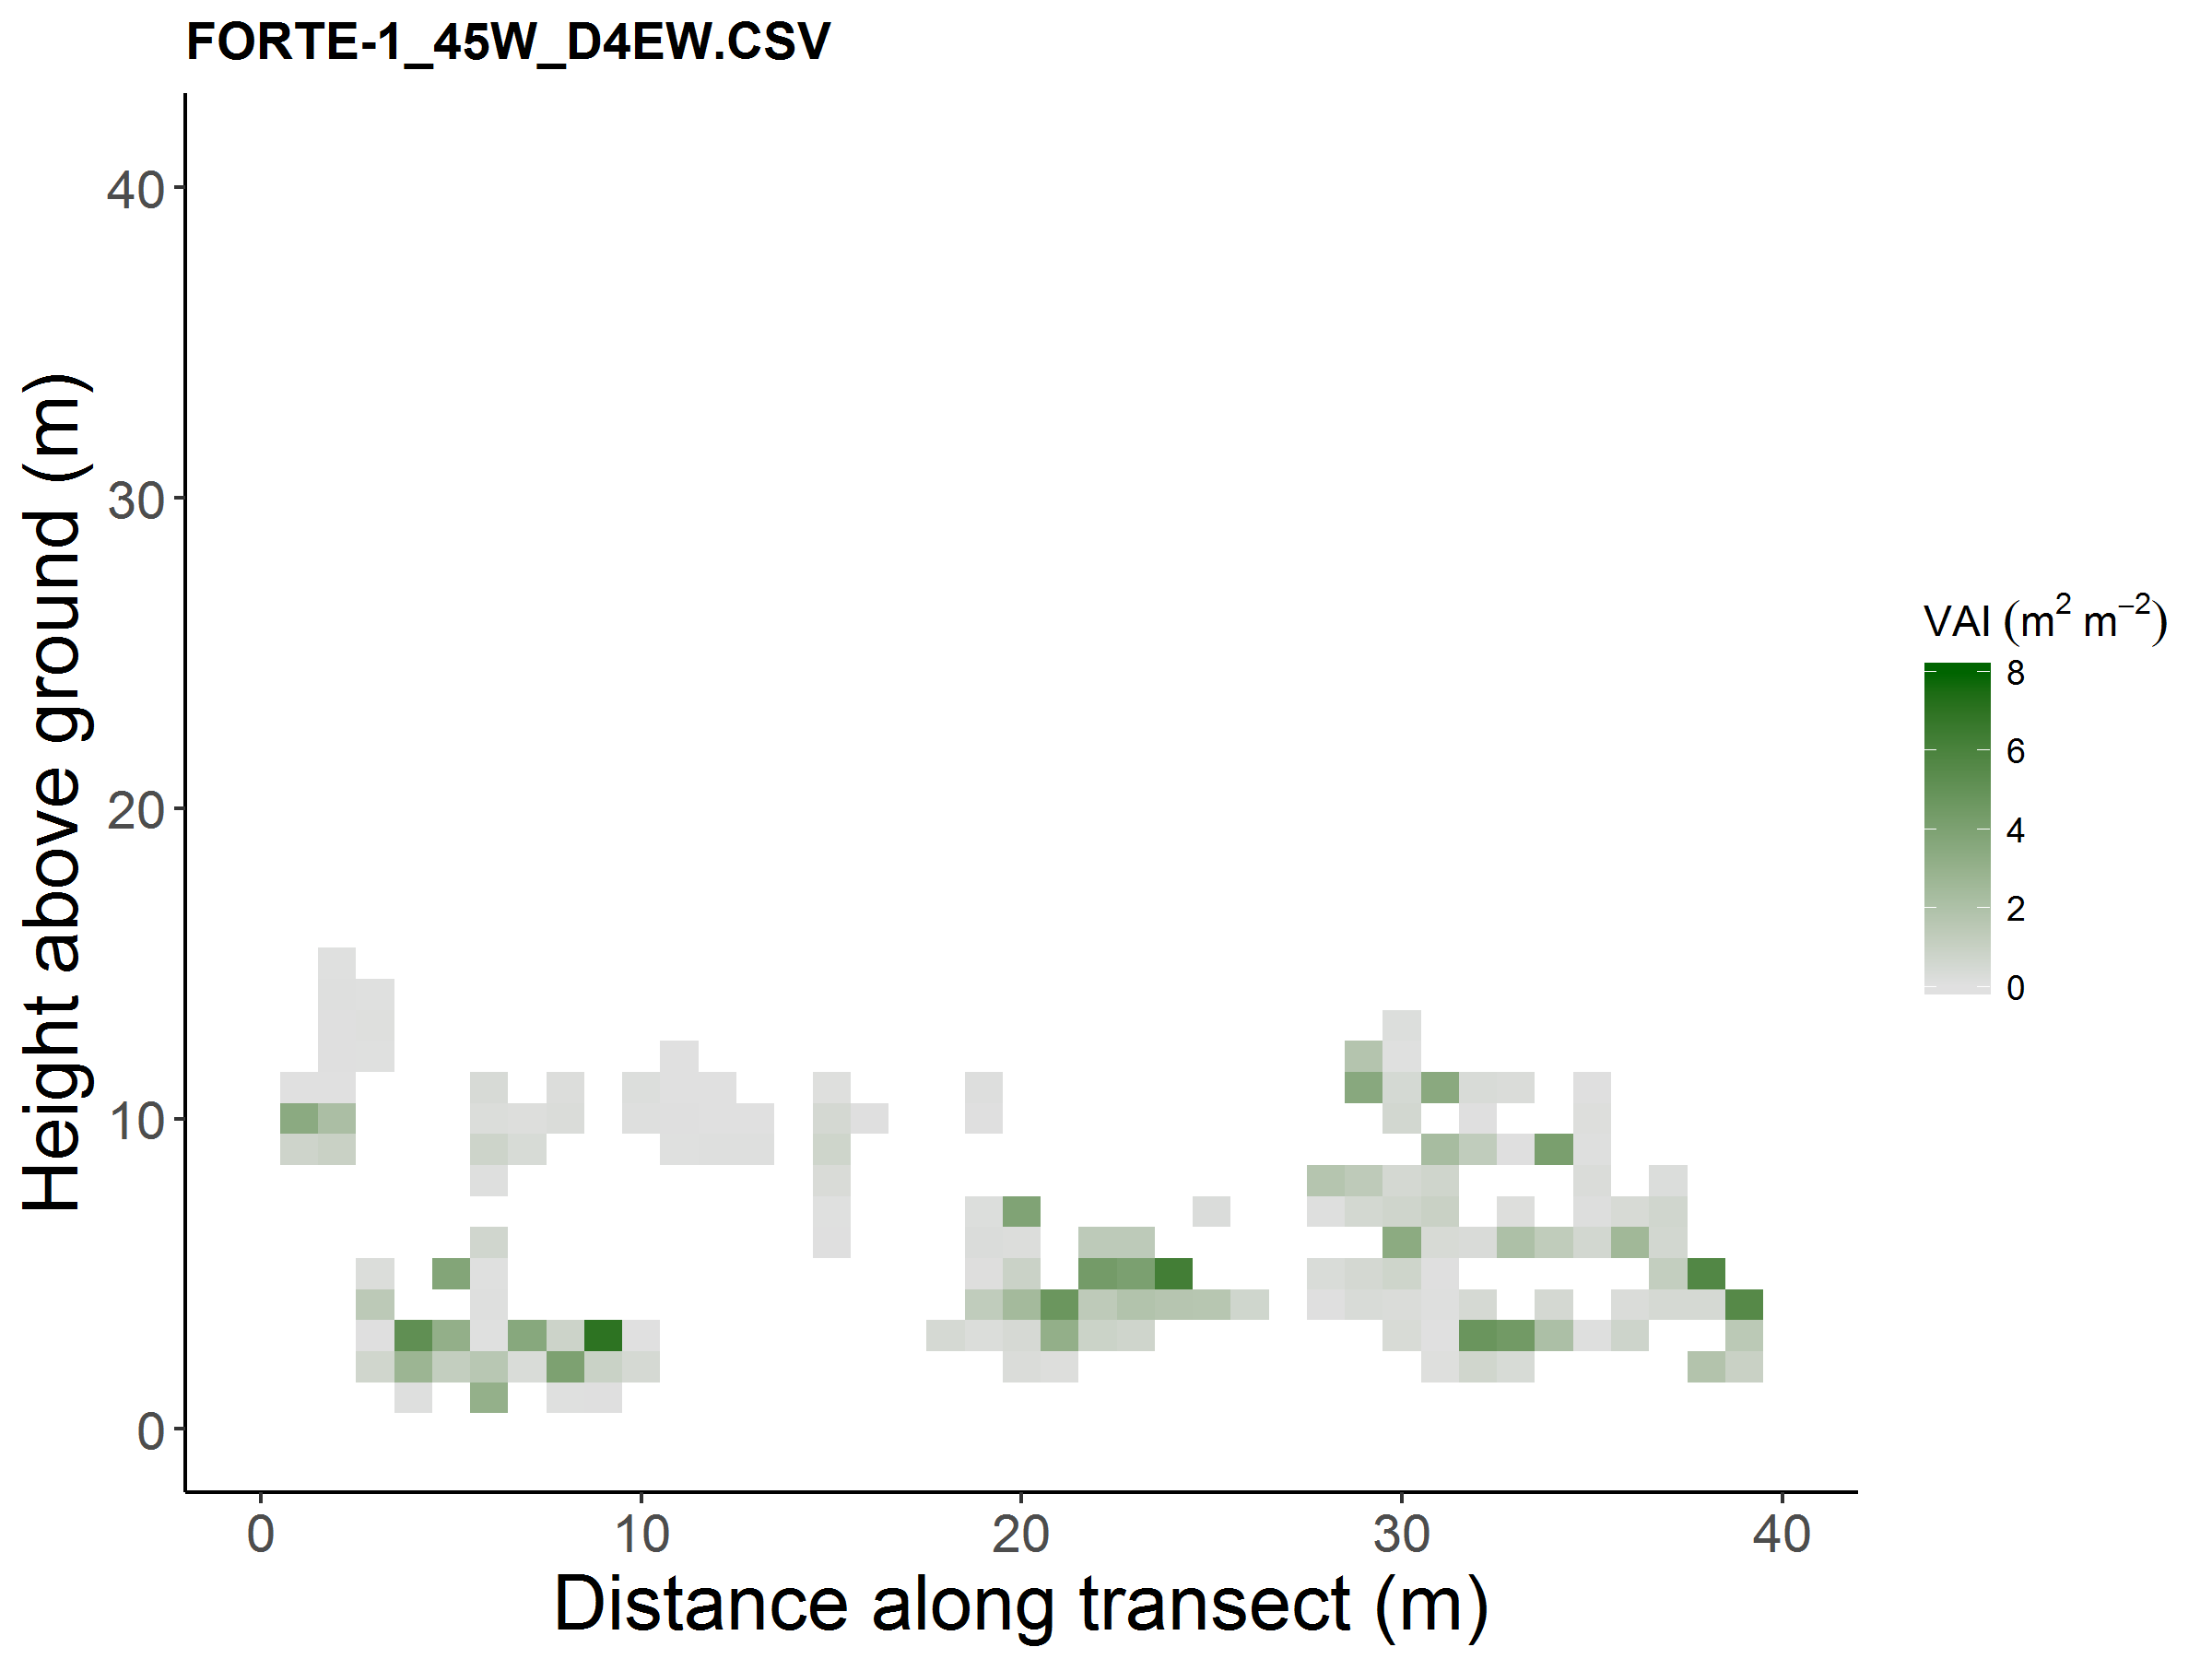 FORTE-1_45W_D4EW.CSV
Height above ground (m)
40
30
20
10
0
0 10 20 30 40
Distance along transect (m)
VAI (m² m⁻²)
8
6
4
2
0